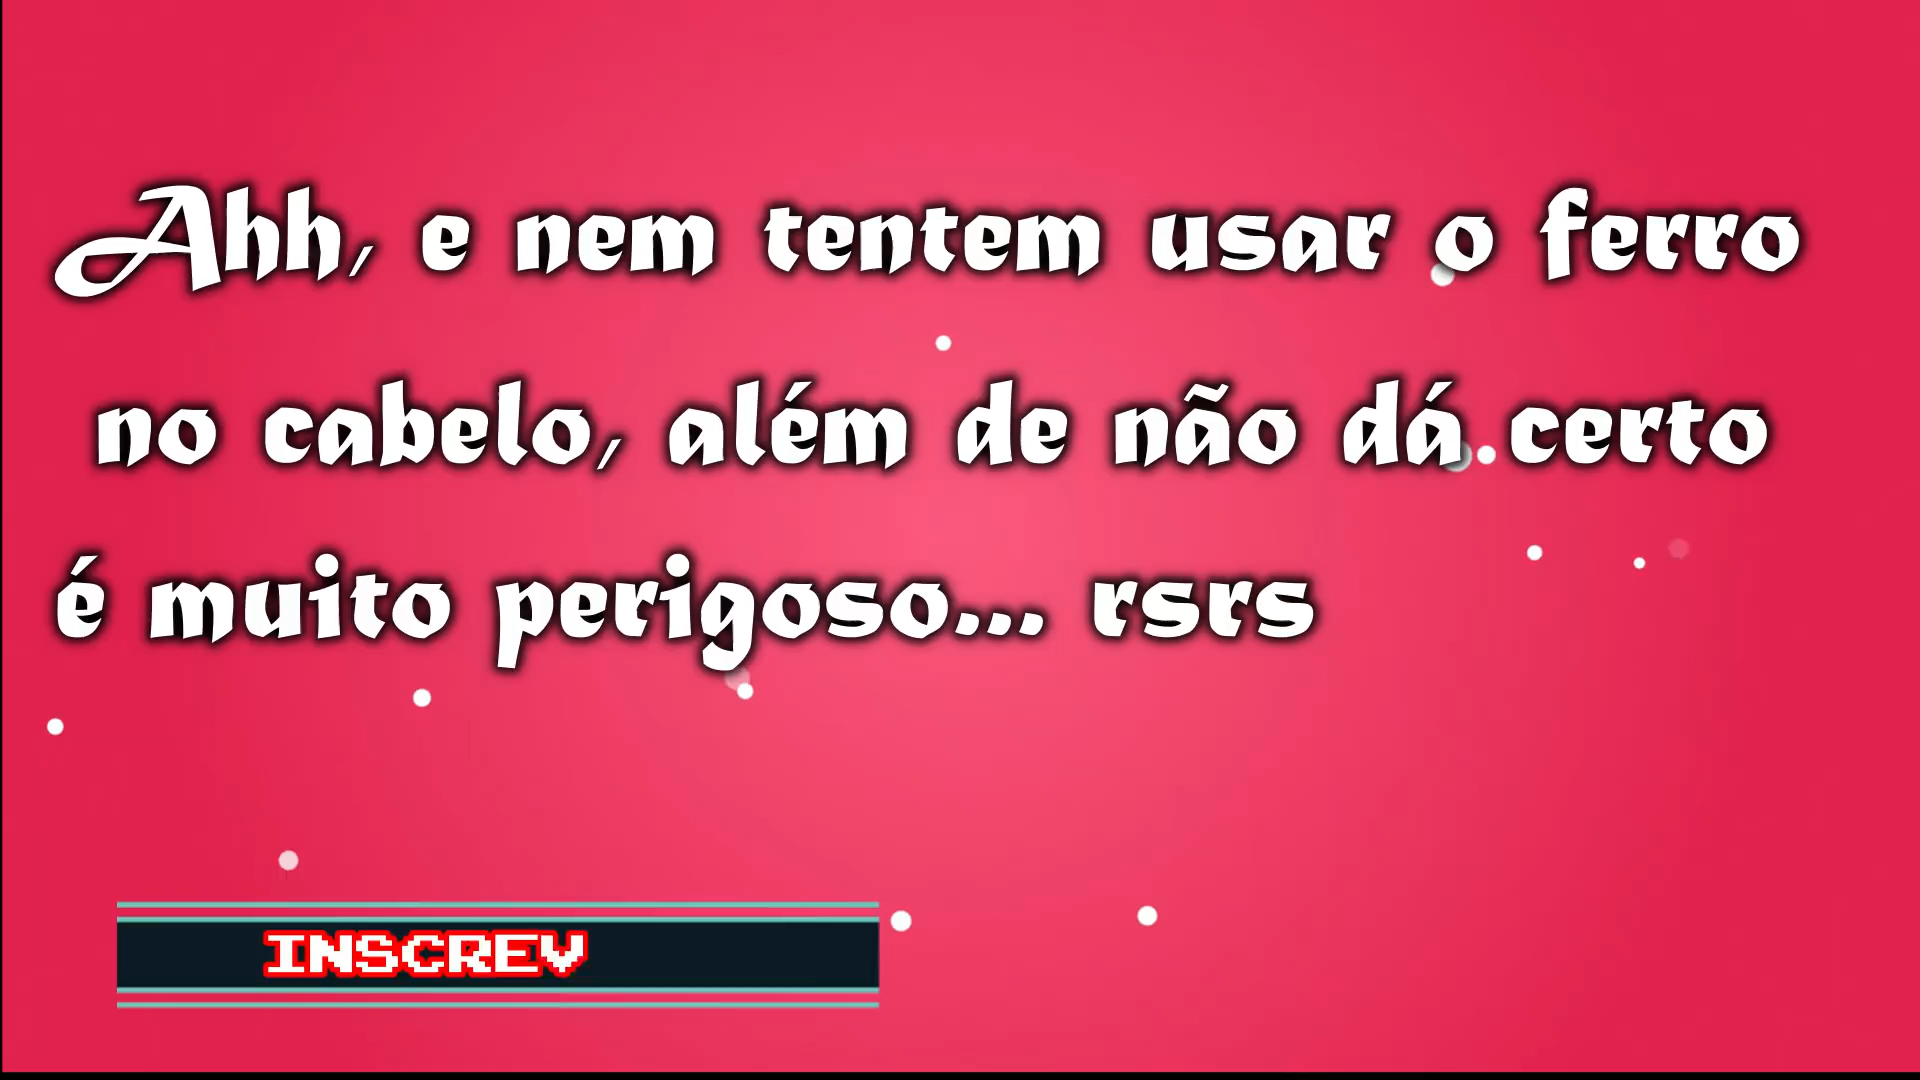 Ahh, e nem tentem usar o ferro
no cabelo, além de não dá certo
é muito perigoso... rsrs
INSCREV